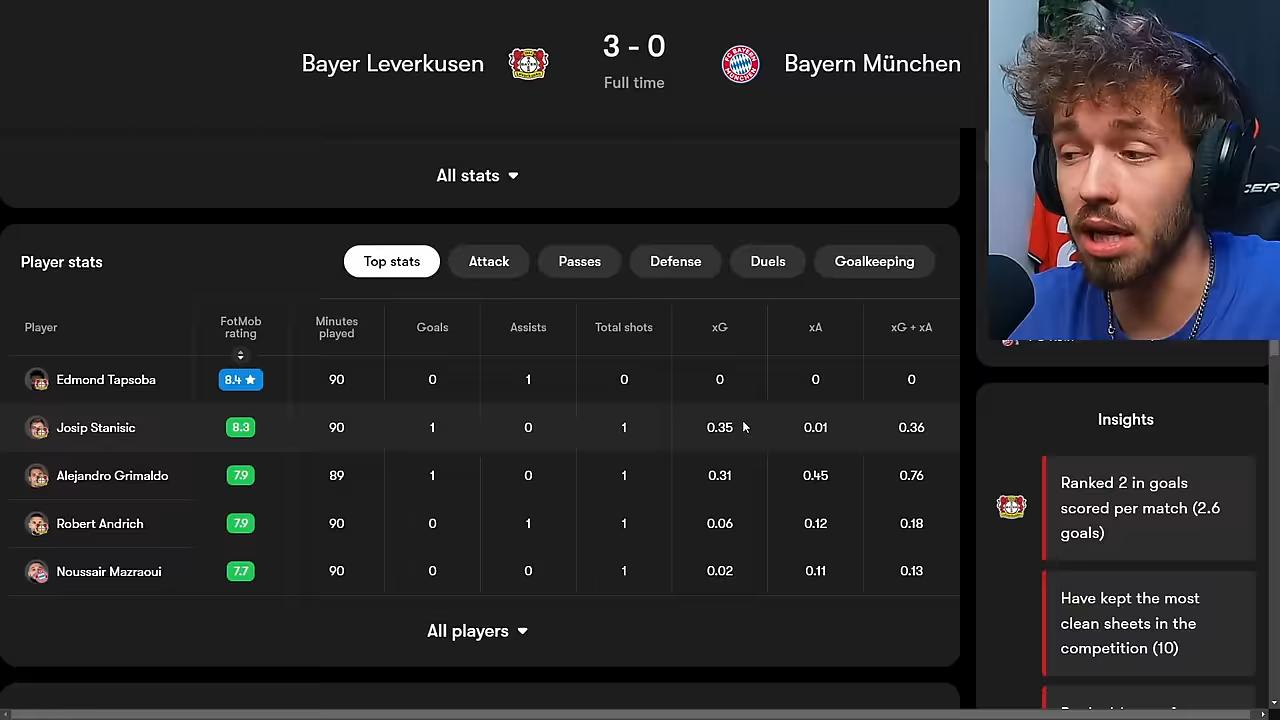 Bayer Leverkusen
3 - 0
Full time
Bayern München
All stats
Player stats
Top stats
Attack
Passes
Defense
Duels
Goalkeeping
Player
FotMob
rating
Minutes
played
Goals
Assists
Total shots
xG
xA
xG + xA
Edmond Tapsoba 8.4 90 0 1 0 0 0 0
Josip Stanisic 8.3 90 1 0 1 0.35 0.01 0.36
Alejandro Grimaldo 7.9 89 1 0 1 0.31 0.45 0.76
Robert Andrich 7.9 90 0 1 1 0.06 0.12 0.18
Noussair Mazraoui 7.7 90 0 0 1 0.02 0.11 0.13
All players
Insights
Ranked 2 in goals
scored per match (2.6
goals)
Have kept the most
clean sheets in the
competition (10)